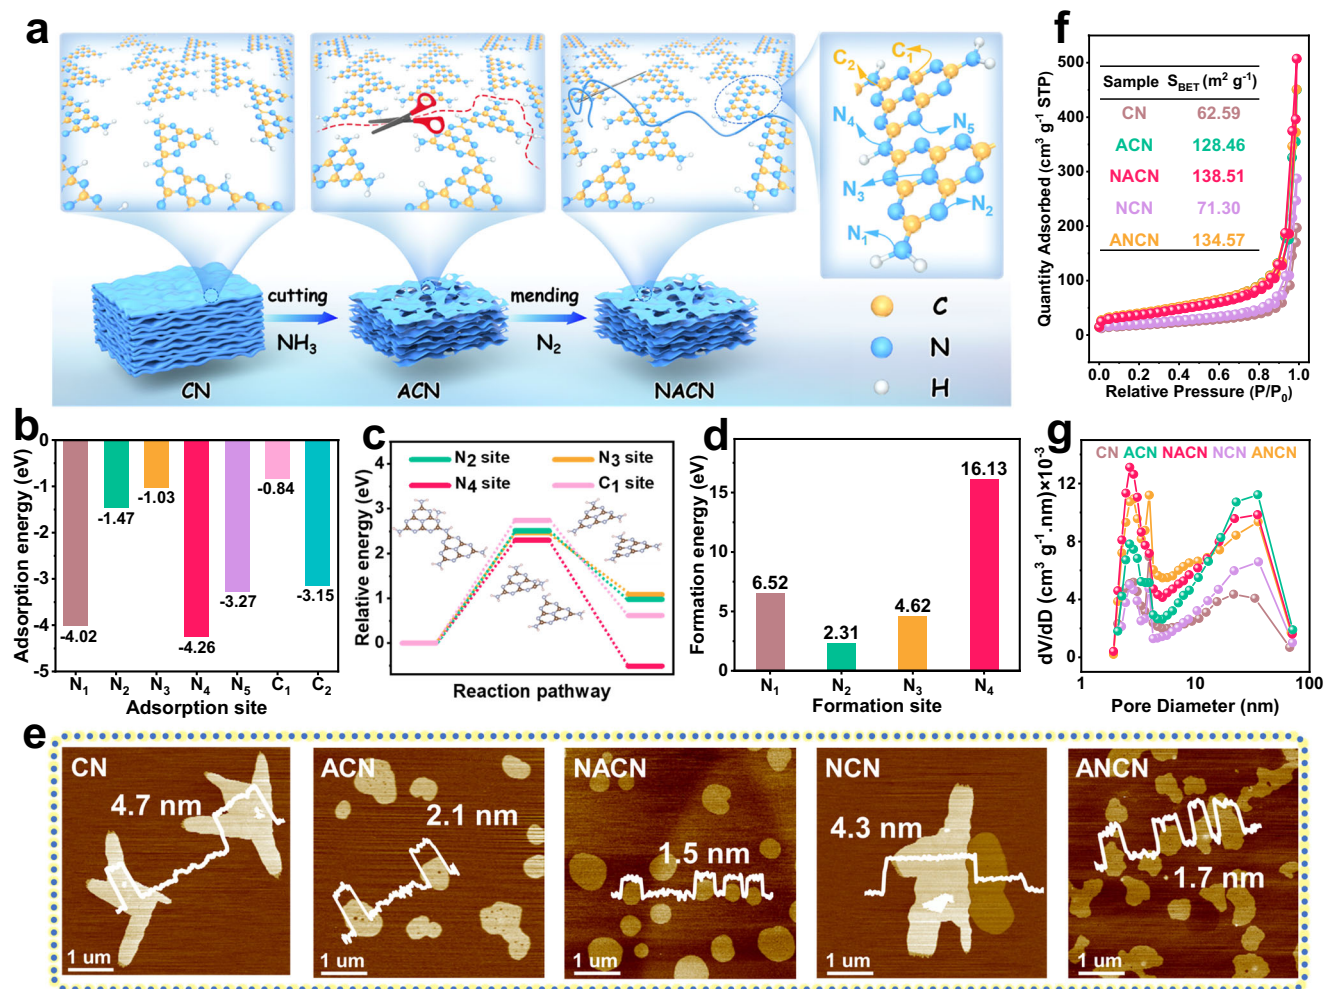 a
C₂
C₁
N₄
N₅
N₃
N₂
N₁
cutting
NH₃
mending
N₂
CN
ACN
NACN
C
N
H
f
Quantity Adsorbed (cm³ g⁻¹ STP)
500
400
300
200
100
0
Sample S_BET (m² g⁻¹)
CN 62.59
ACN 128.46
NACN 138.51
NCN 71.30
ANCN 134.57
0.0 0.2 0.4 0.6 0.8 1.0
Relative Pressure (P/P₀)
b
Adsorption energy (eV)
0
-1
-2
-3
-4
-5
-4.02
-1.47
-1.03
-4.26
-3.27
-0.84
-3.15
N₁ N₂ N₃ N₄ N₅ C₁ C₂
Adsorption site
c
Relative energy (eV)
4
3
2
1
0
N₂ site N₃ site
N₄ site C₁ site
Reaction pathway
d
Formation energy (eV)
15
10
5
0
6.52
2.31
4.62
16.13
N₁ N₂ N₃ N₄
Formation site
g
dV/dD (cm³ g⁻¹.nm)×10⁻³
12
8
4
0
CN ACN NACN NCN ANCN
1 10 100
Pore Diameter (nm)
e
CN
4.7 nm
1 um
ACN
2.1 nm
1 um
NACN
1.5 nm
1 um
NCN
4.3 nm
1 um
ANCN
1.7 nm
1 um